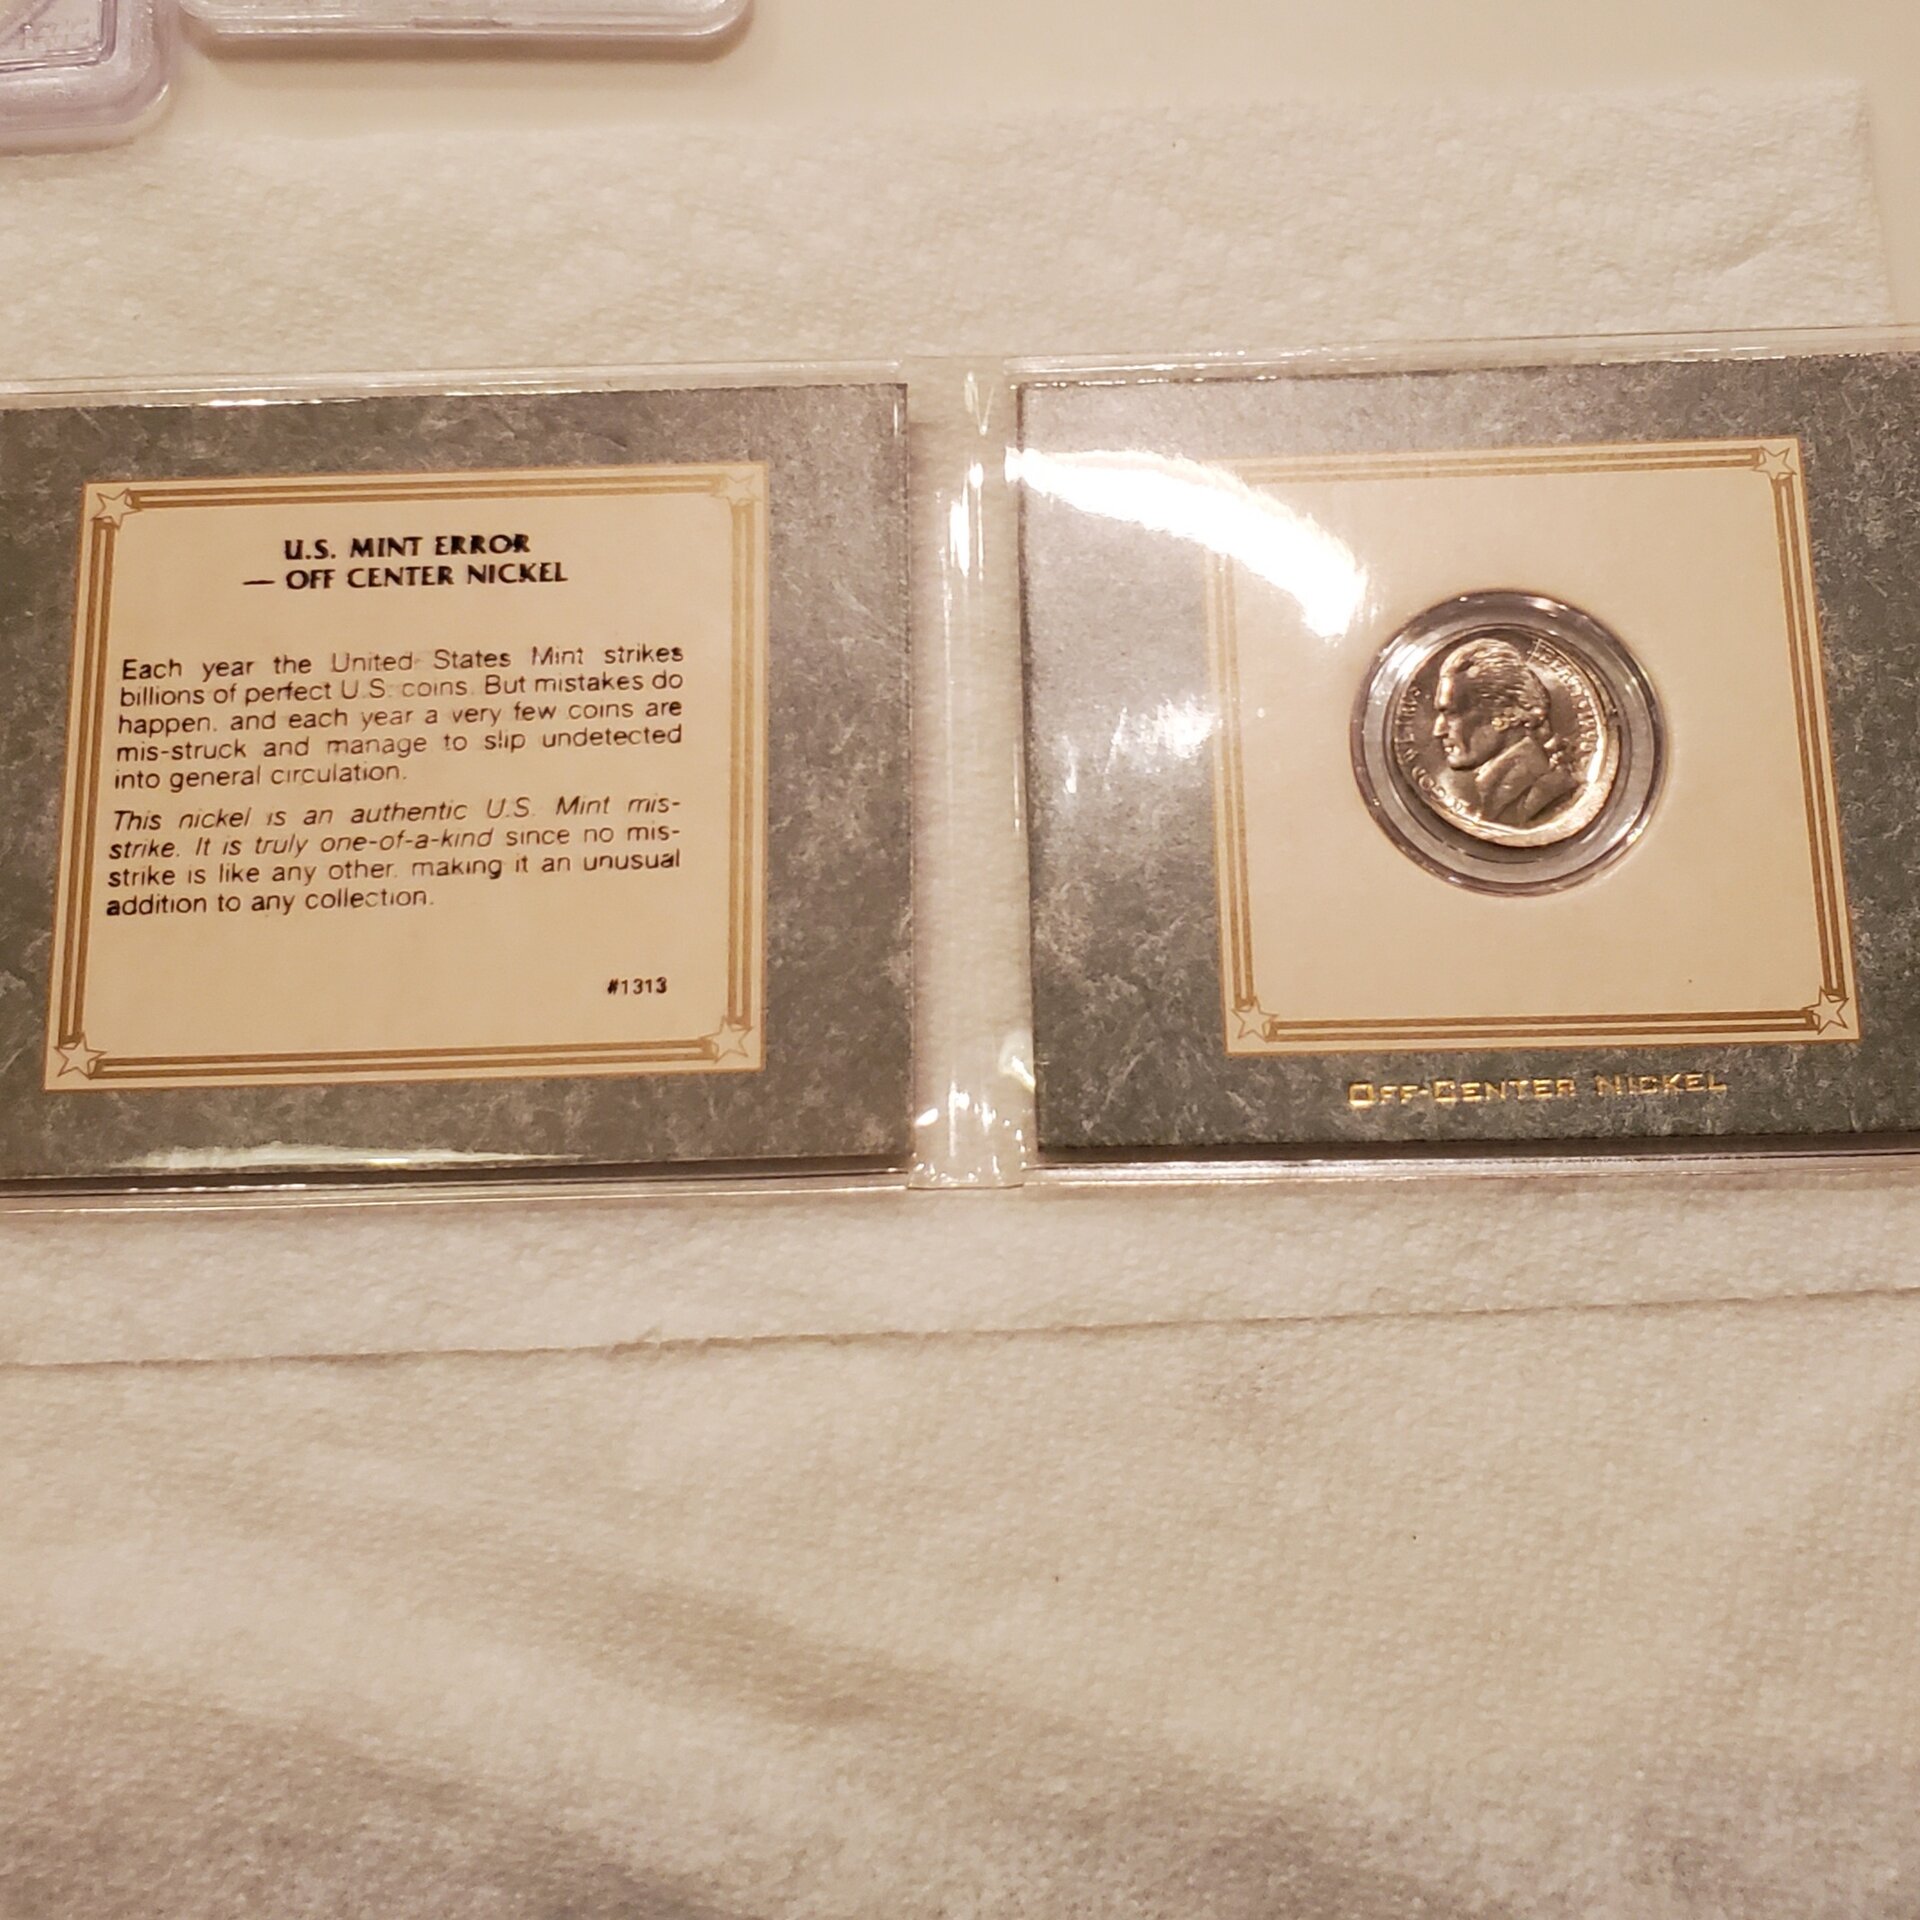 U.S. MINT ERROR
— OFF CENTER NICKEL
Each year the United States Mint strikes
billions of perfect U.S. coins. But mistakes do
happen, and each year a very few coins are
mis-struck and manage to slip undetected
into general circulation.
This nickel is an authentic U.S. Mint mis-
strike. It is truly one-of-a-kind since no mis-
strike is like any other, making it an unusual
addition to any collection.
#1313
OFF-CENTER NICKEL